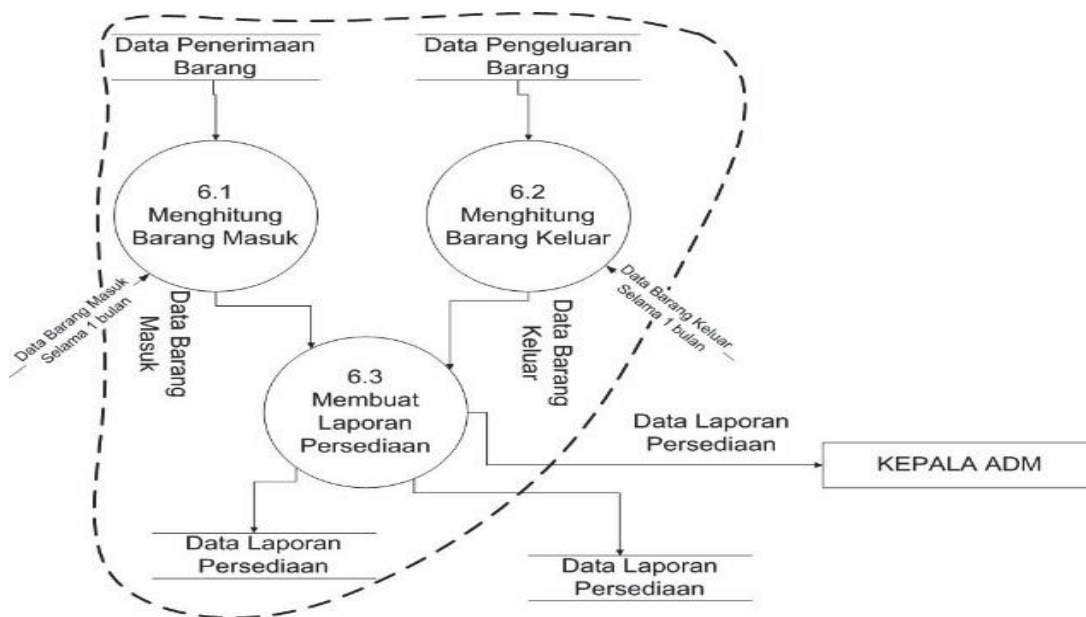 Data Penerimaan
Barang
Data Pengeluaran
Barang
6.1
Menghitung
Barang Masuk
6.2
Menghitung
Barang Keluar
Data Barang Masuk
Selama 1 bulan
Data Barang
Masuk
Data Barang
Keluar
Data Barang Keluar
Selama 1 bulan
6.3
Membuat
Laporan
Persediaan
Data Laporan
Persediaan
KEPALA ADM
Data Laporan
Persediaan
Data Laporan
Persediaan